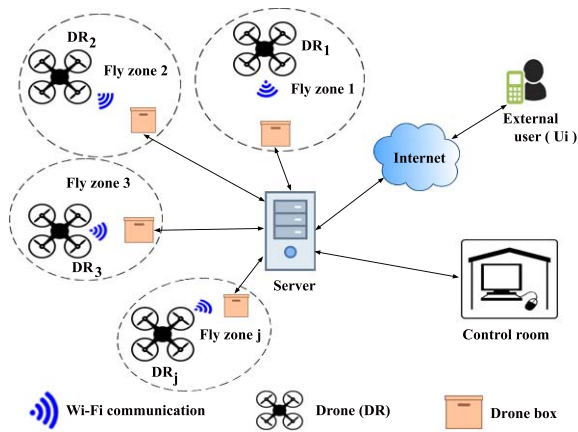 DR2
Fly zone 2
DR1
Fly zone 1
External
user ( Ui )
Internet
Fly zone 3
DR3
Server
Fly zone j
DRj
Control room
Wi-Fi communication
Drone (DR)
Drone box